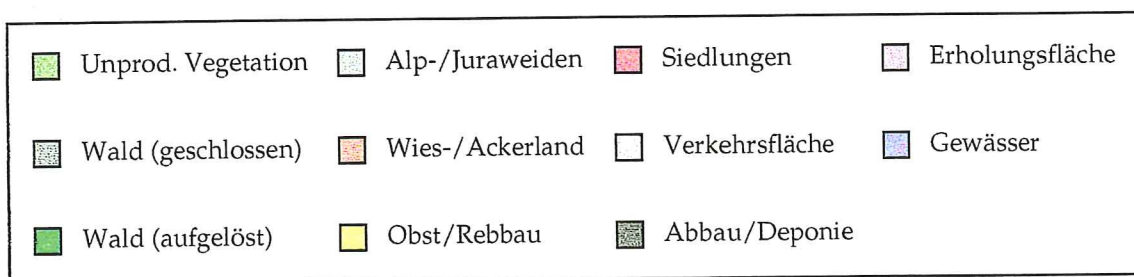 Unprod. Vegetation Alp-/Juraweiden Siedlungen Erholungsfläche
Wald (geschlossen) Wies-/Ackerland Verkehrsfläche Gewässer
Wald (aufgelöst) Obst/Rebbau Abbau/Deponie